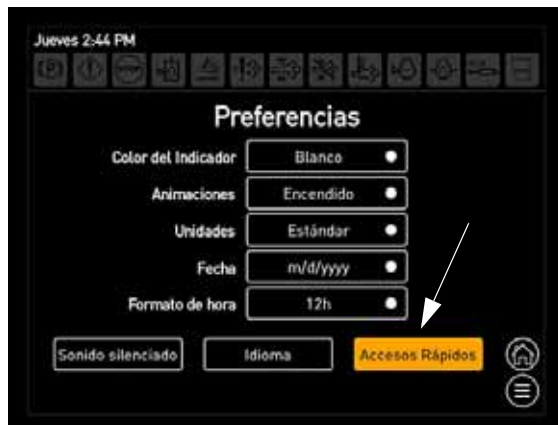 Jueves 2:44 PM
Preferencias
Color del Indicador Blanco
Animaciones Encendido
Unidades Estándar
Fecha m/d/yyyy
Formato de hora 12h
Sonido silenciado Idioma Accesos Rápidos